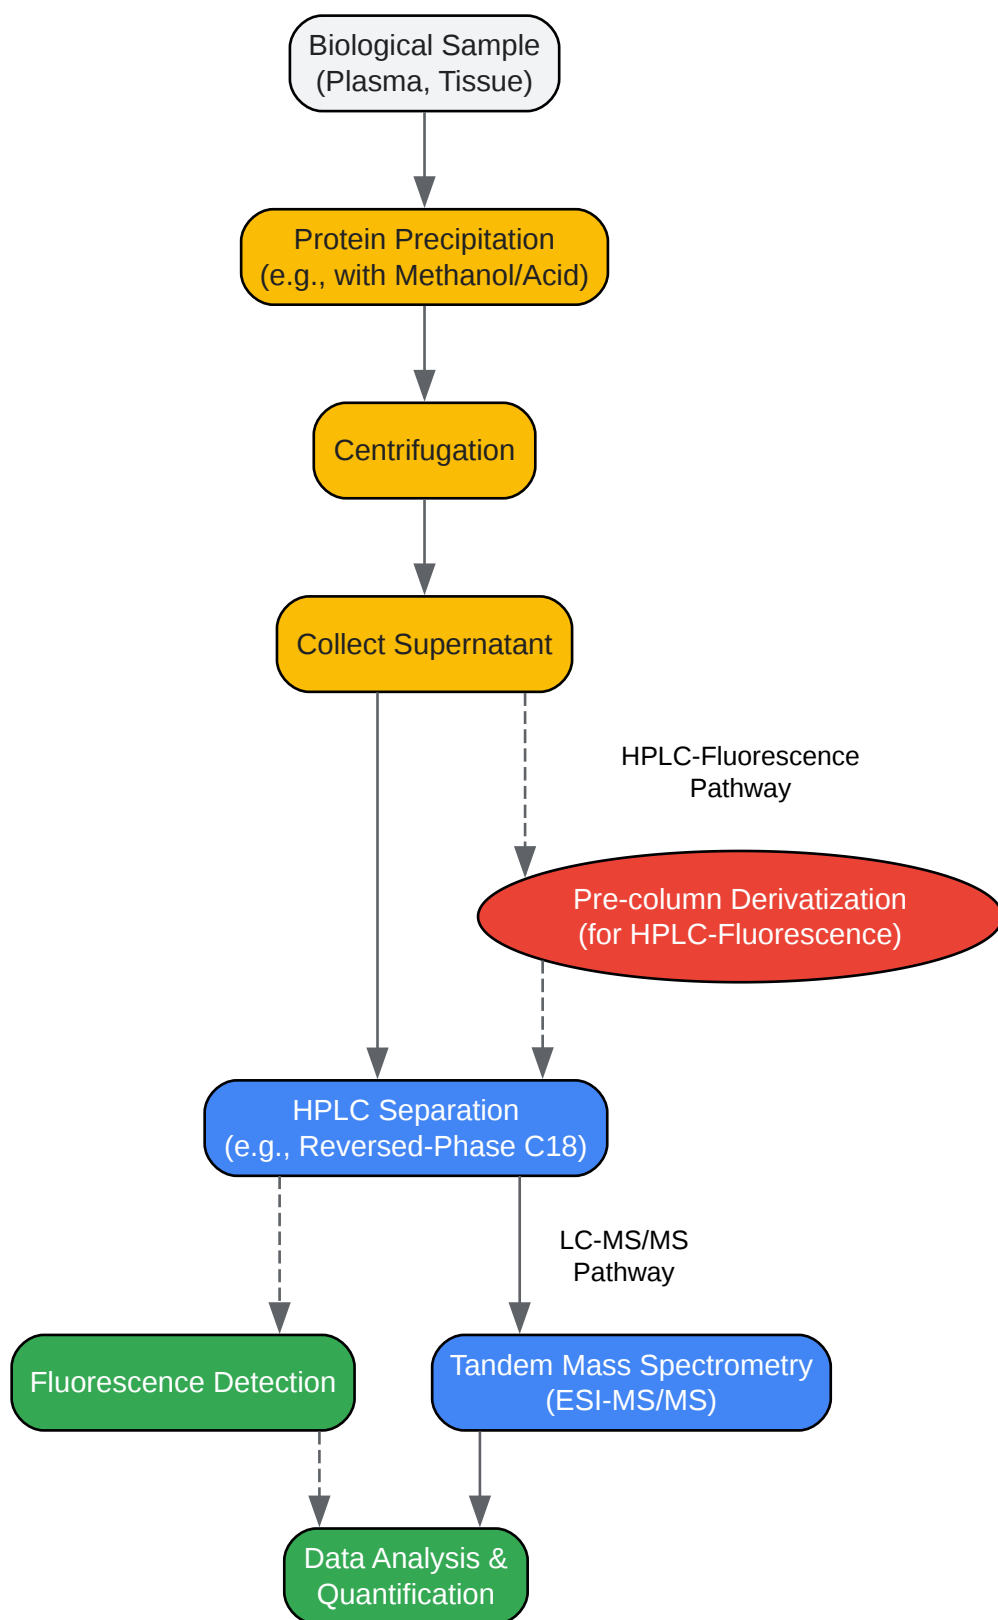 Biological Sample
(Plasma, Tissue)
Protein Precipitation
(e.g., with Methanol/Acid)
Centrifugation
Collect Supernatant
HPLC-Fluorescence
Pathway
Pre-column Derivatization
(for HPLC-Fluorescence)
HPLC Separation
(e.g., Reversed-Phase C18)
LC-MS/MS
Pathway
Fluorescence Detection
Tandem Mass Spectrometry
(ESI-MS/MS)
Data Analysis &
Quantification